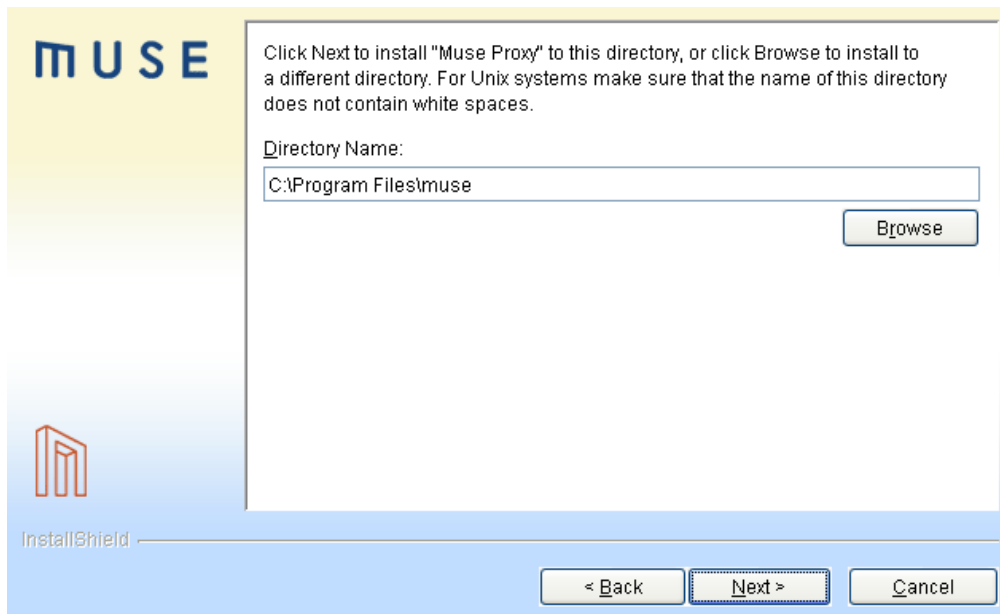 MUSE
Click Next to install "Muse Proxy" to this directory, or click Browse to install to
a different directory. For Unix systems make sure that the name of this directory
does not contain white spaces.
Directory Name:
C:\Program Files\muse
Browse
InstallShield
< Back
Next >
Cancel